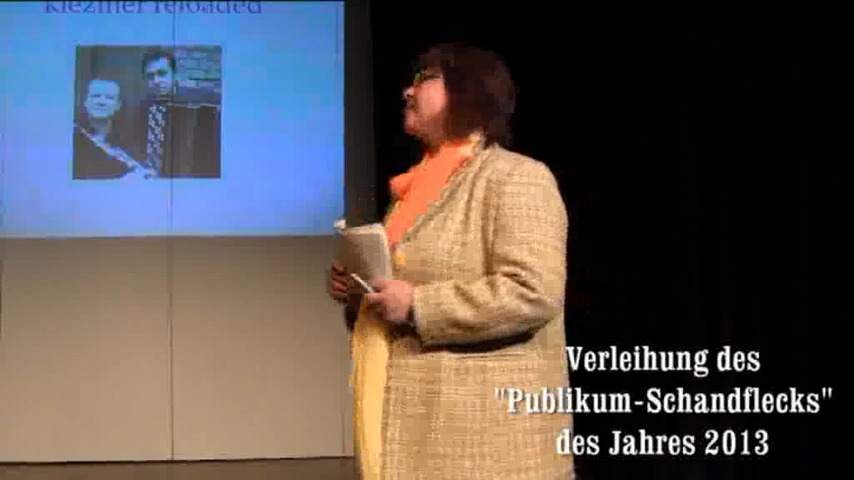 klezmer reloaded
Verleihung des
"Publikum-Schandflecks"
des Jahres 2013